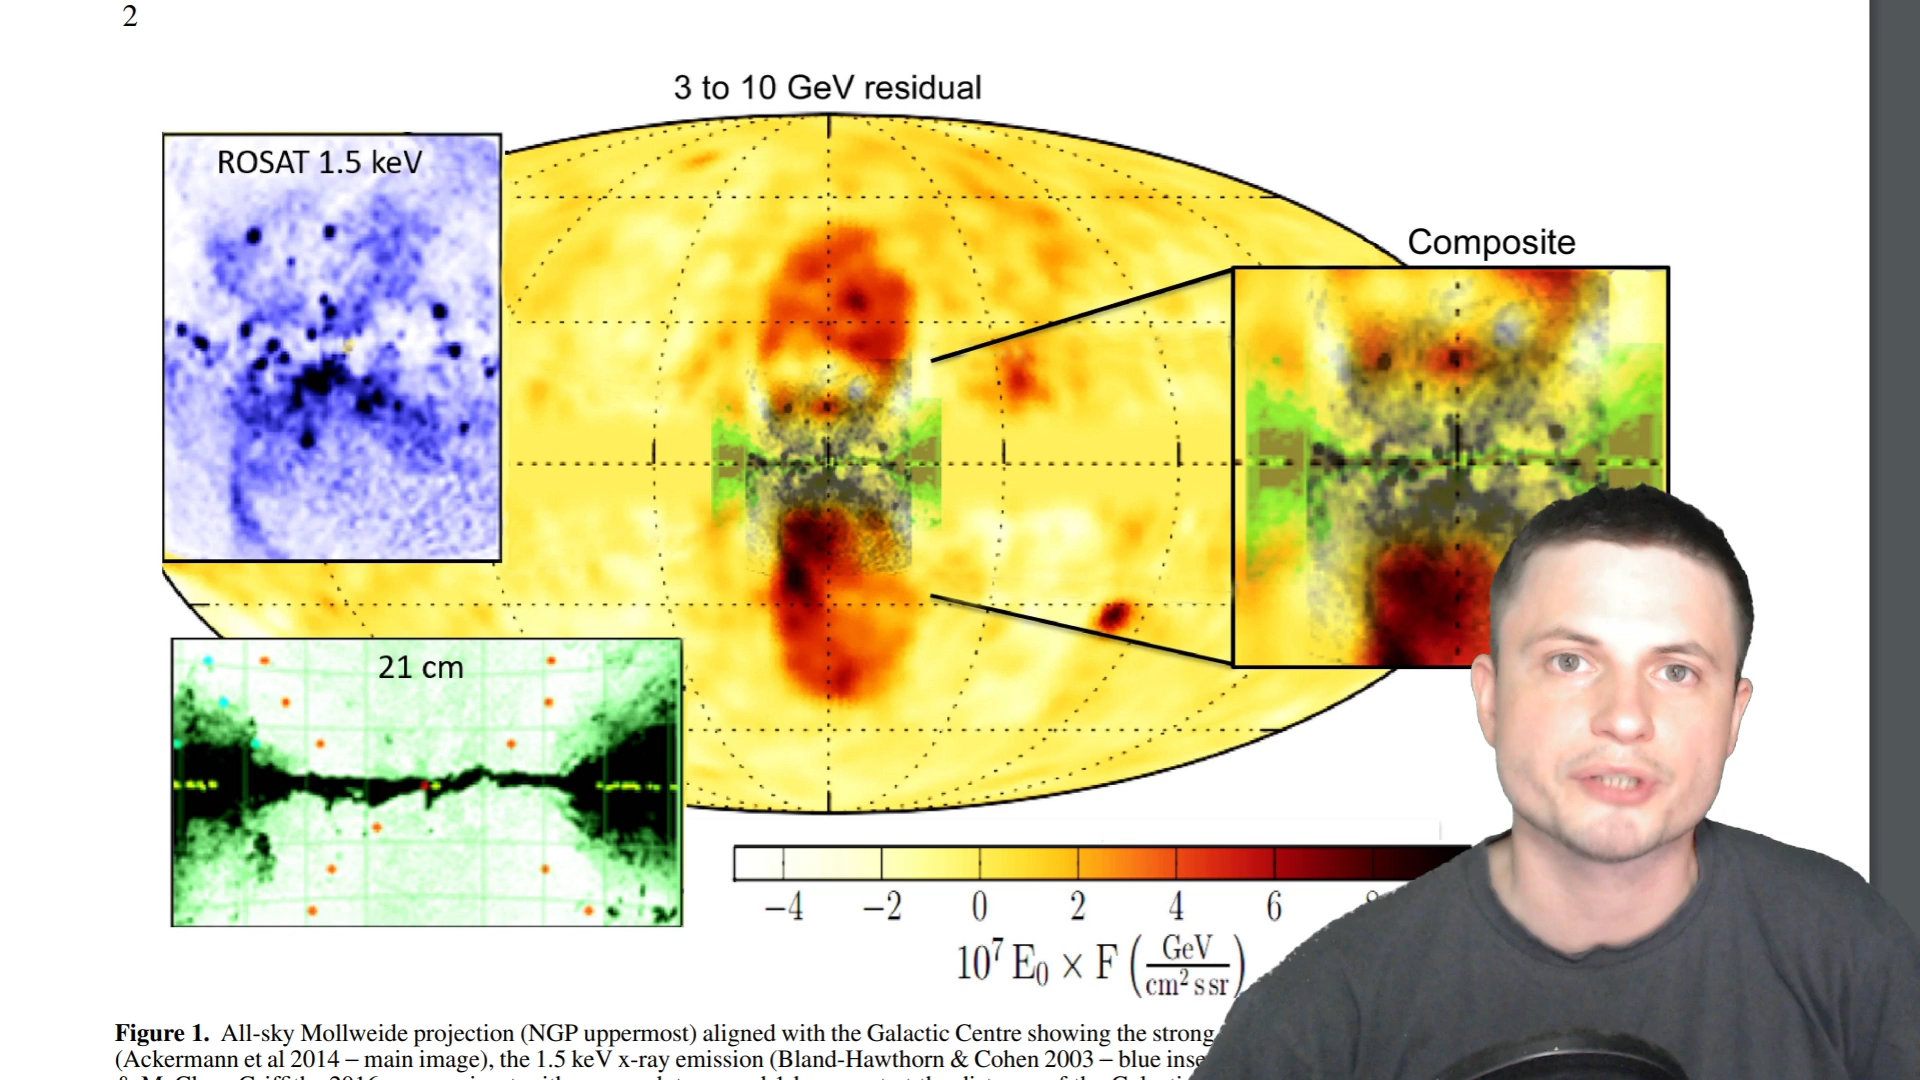 2
3 to 10 GeV residual
ROSAT 1.5 keV
Composite
21 cm
−4 −2 0 2 4 6
10⁷ E₀ × F (GeV / cm² s sr)
Figure 1. All-sky Mollweide projection (NGP uppermost) aligned with the Galactic Centre showing the strong
(Ackermann et al 2014 – main image), the 1.5 keV x-ray emission (Bland-Hawthorn & Cohen 2003 – blue inse